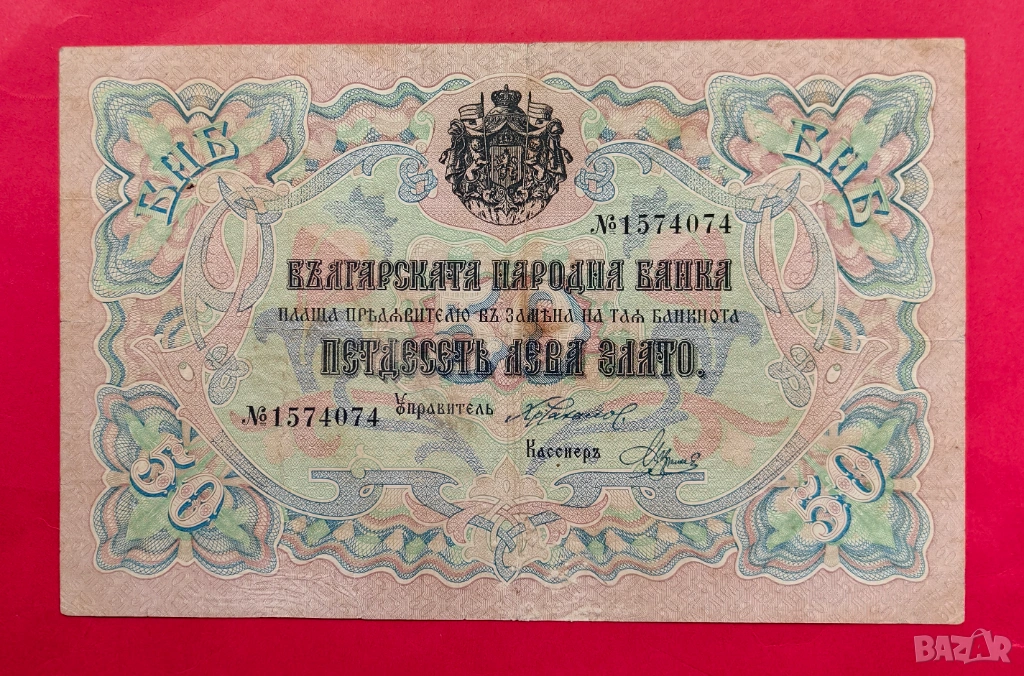 БНБ
БНБ
№1574074
БЪЛГАРСКАТА НАРОДНА БАНКА
ПЛАЩА ПРѢДЯВИТЕЛЮ ВЪ ЗАМѢНА НА ТАЯ БАНКНОТА
50
ПЕТДЕСЕТЬ ЛЕВА ЗЛАТО.
№1574074
Управитель
Кассиеръ
50
50
BAZAR